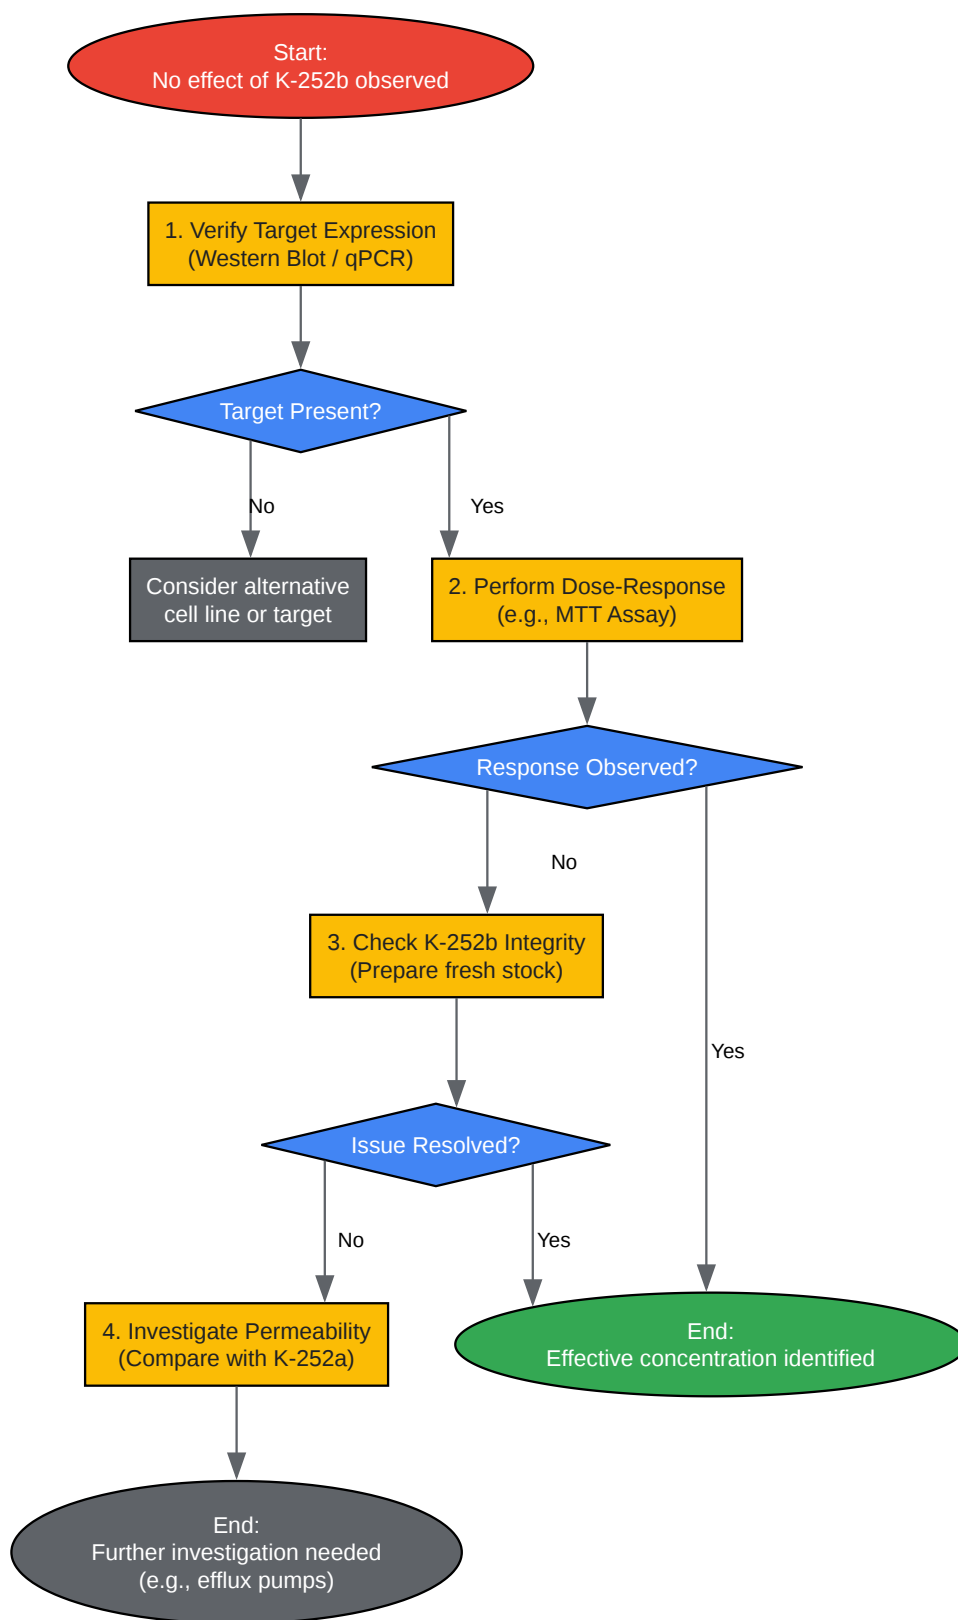 Start:
No effect of K-252b observed
1. Verify Target Expression
(Western Blot / qPCR)
Target Present?
No
Yes
Consider alternative
cell line or target
2. Perform Dose-Response
(e.g., MTT Assay)
Response Observed?
No
3. Check K-252b Integrity
(Prepare fresh stock)
Yes
Issue Resolved?
No
Yes
4. Investigate Permeability
(Compare with K-252a)
End:
Effective concentration identified
End:
Further investigation needed
(e.g., efflux pumps)